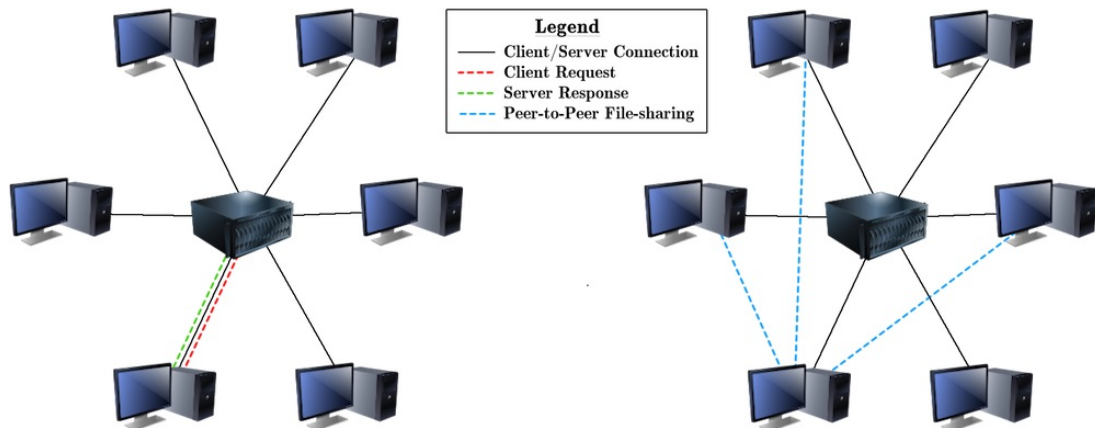 Legend
Client/Server Connection
Client Request
Server Response
Peer-to-Peer File-sharing